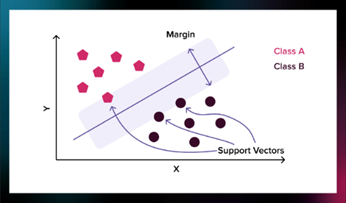 Margin
Class A
Class B
Y
Support Vectors
X